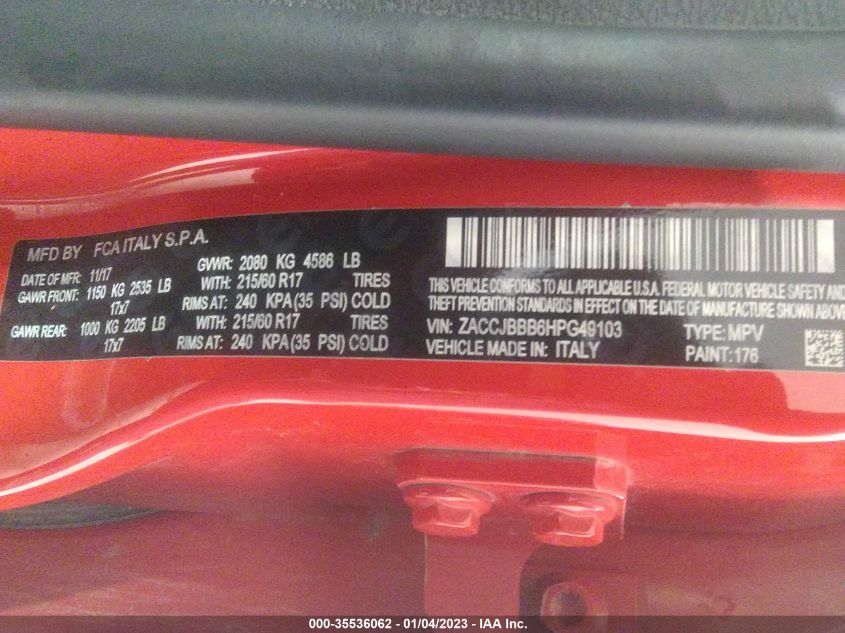 MFD BY FCA ITALY S.P.A.
DATE OF MFR: 11/17 GVWR: 2080 KG 4586 LB
GAWR FRONT: 1150 KG 2535 LB WITH: 215/60 R17 TIRES
17x7 RIMS AT: 240 KPA (35 PSI) COLD
GAWR REAR: 1000 KG 2205 LB WITH: 215/60 R17 TIRES
17x7 RIMS AT: 240 KPA (35 PSI) COLD
THIS VEHICLE CONFORMS TO ALL APPLICABLE U.S.A. FEDERAL MOTOR VEHICLE SAFETY AND
THEFT PREVENTION STANDARDS IN EFFECT ON THE DATE OF MANUFACTURE SHOWN ABOVE
VIN: ZACCJBBB6HPG49103 TYPE: MPV
VEHICLE MADE IN: ITALY PAINT: 176
000-35536062 - 01/04/2023 - IAA Inc.